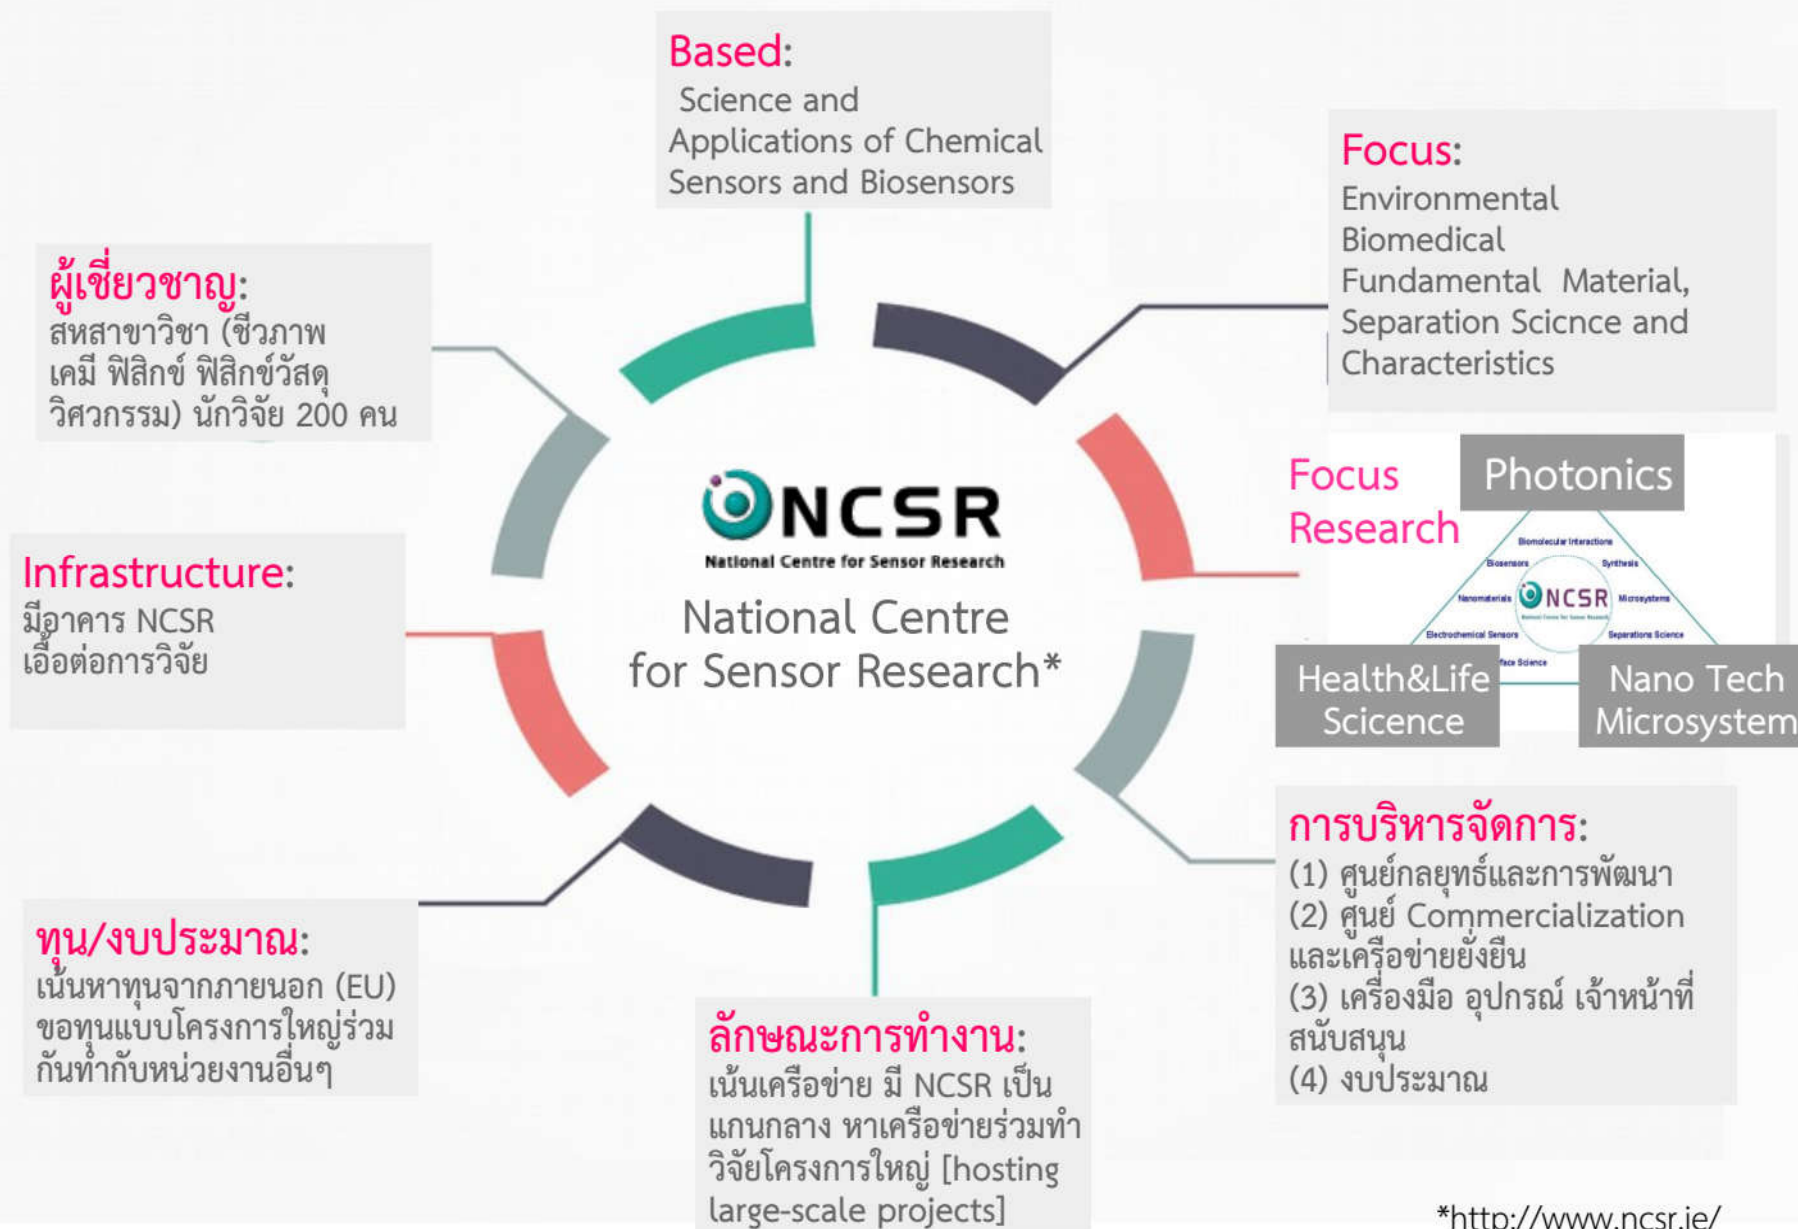 Based:
Science and
Applications of Chemical
Sensors and Biosensors
Focus:
Environmental
Biomedical
Fundamental Material,
Separation Scicnce and
Characteristics
ผู้เชี่ยวชาญ:
สหสาขาวิชา (ชีวภาพ
เคมี ฟิสิกข์ ฟิสิกข์วัสดุ
วิศวกรรม) นักวิจัย 200 คน
NCSR
National Centre for Sensor Research
National Centre
for Sensor Research*
Focus
Research
Photonics
Biomolecular Interactions
Biosensors
Synthesis
Nanomaterials
NCSR
National Centre for Sensor Research
Microsystems
Electrochemical Sensors
Separations Science
face Science
Health&Life
Scicence
Nano Tech
Microsystem
Infrastructure:
มีอาคาร NCSR
เอื้อต่อการวิจัย
การบริหารจัดการ:
(1) ศูนย์กลยุทธ์และการพัฒนา
(2) ศูนย์ Commercialization
และเครือข่ายยั่งยืน
(3) เครื่องมือ อุปกรณ์ เจ้าหน้าที่
สนับสนุน
(4) งบประมาณ
ทุน/งบประมาณ:
เน้นหาทุนจากภายนอก (EU)
ขอทุนแบบโครงการใหญ่ร่วม
กันทำกับหน่วยงานอื่นๆ
ลักษณะการทำงาน:
เน้นเครือข่าย มี NCSR เป็น
แกนกลาง หาเครือข่ายร่วมทำ
วิจัยโครงการใหญ่ [hosting
large-scale projects]
*http://www.ncsr.ie/